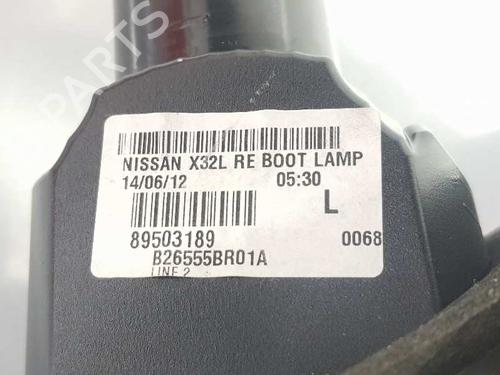 PARTS
NISSAN X32L RE BOOT LAMP
14/06/12 05:30
L
89503189 0068
B26555BR01A
LINE 2